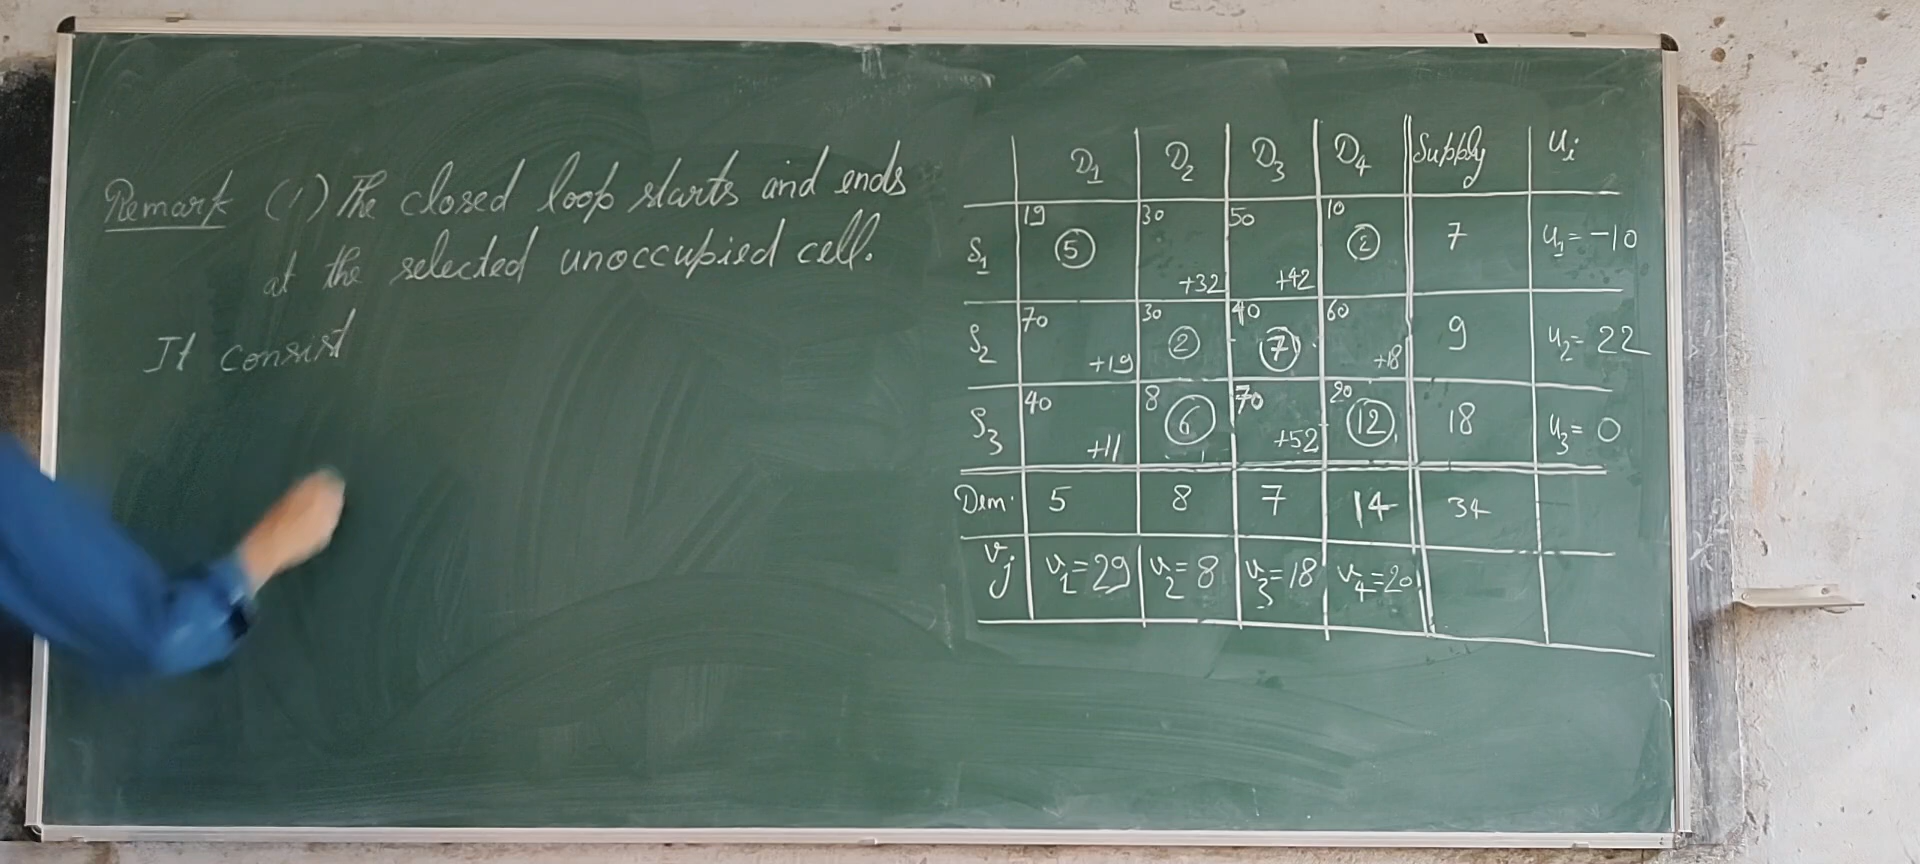 Remark (1) The closed loop starts and ends
at the selected unoccupied cell.
It consist
D1 D2 D3 D4 Supply ui
S1 19 5 30 +32 50 +42 10 2 7 u1 = -10
S2 70 +19 30 2 40 7 60 +18 9 u2 = 22
S3 40 +11 8 6 70 +52 20 12 18 u3 = 0
Dem. 5 8 7 14 34
vj v1 = 29 v2 = 8 v3 = 18 v4 = 20